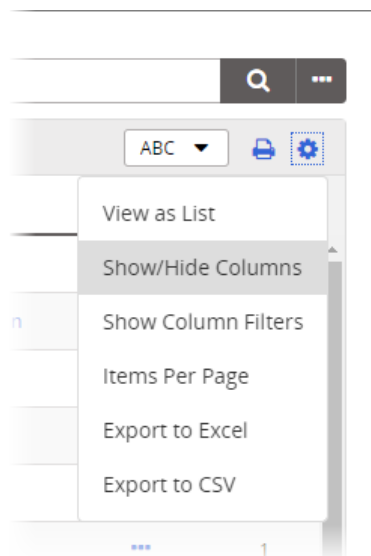 ABC
View as List
Show/Hide Columns
n
Show Column Filters
Items Per Page
Export to Excel
Export to CSV
1